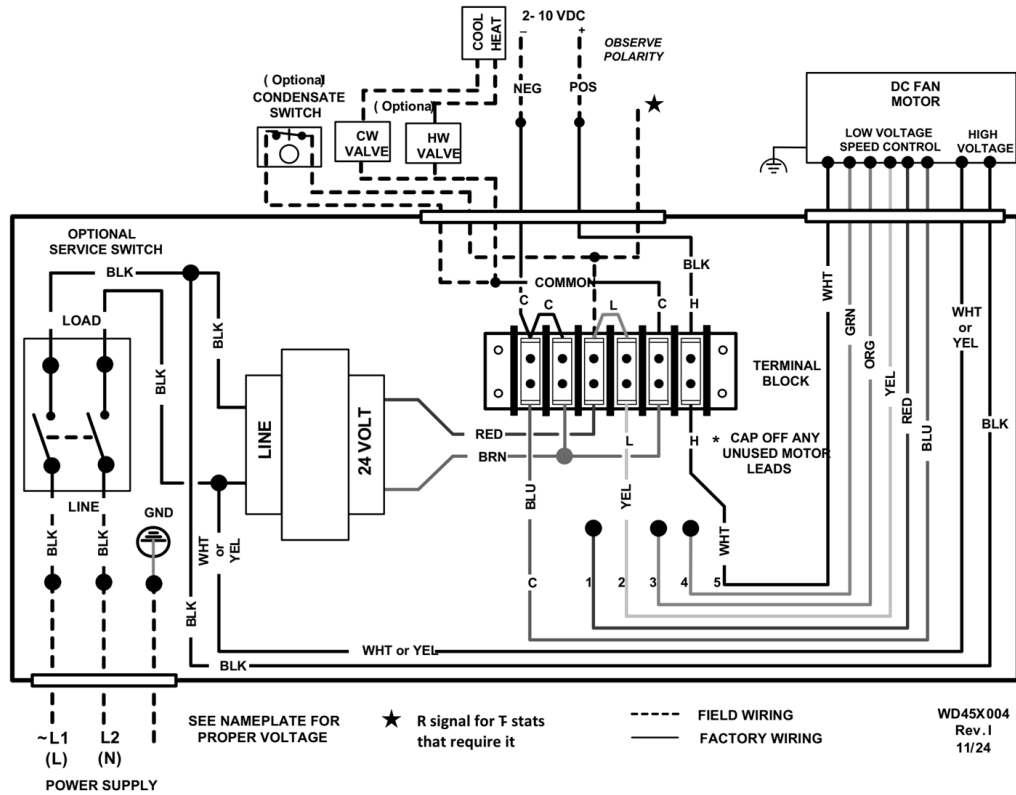 2- 10 VDC
COOL
HEAT
–
+
OBSERVE
POLARITY
( Optiona)
CONDENSATE
SWITCH
( Optiona)
NEG
POS
CW
VALVE
HW
VALVE
★
DC FAN
MOTOR
LOW VOLTAGE
SPEED CONTROL
HIGH
VOLTAGE
OPTIONAL
SERVICE SWITCH
BLK
LOAD
BLK
BLK
COMMON
BLK
C
C
L
C
H
WHT
GRN
ORG
YEL
RED
BLU
WHT
or
YEL
BLK
TERMINAL
BLOCK
LINE
24 VOLT
RED
BRN
L
H
* CAP OFF ANY
UNUSED MOTOR
LEADS
LINE
GND
BLK
BLK
WHT
or
YEL
BLU
YEL
WHT
C
1
2
3
4
5
BLK
WHT or YEL
BLK
~L1
(L)
L2
(N)
POWER SUPPLY
SEE NAMEPLATE FOR
PROPER VOLTAGE
★ R signal for T stats
that require it
FIELD WIRING
FACTORY WIRING
WD45X004
Rev. I
11/24